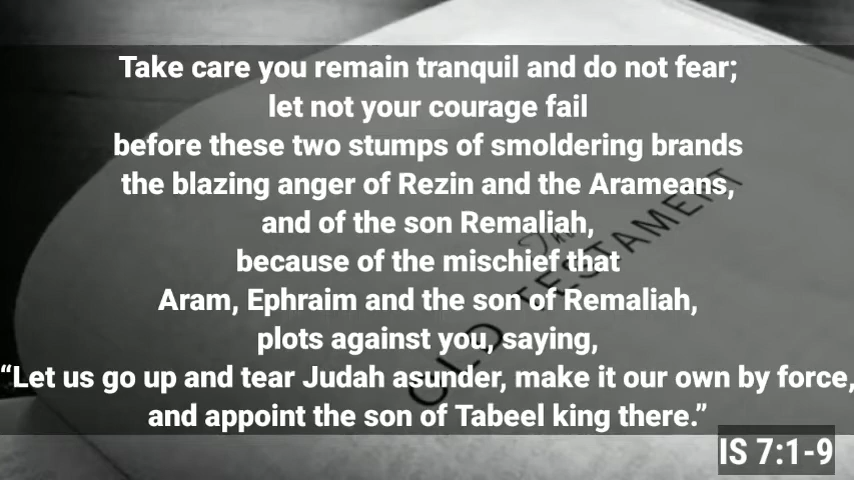 Take care you remain tranquil and do not fear;
let not your courage fail
before these two stumps of smoldering brands
the blazing anger of Rezin and the Arameans,
and of the son Remaliah,
because of the mischief that
Aram, Ephraim and the son of Remaliah,
plots against you, saying,
“Let us go up and tear Judah asunder, make it our own by force,
and appoint the son of Tabeel king there.”
IS 7:1-9
The
OLD TESTAMENT